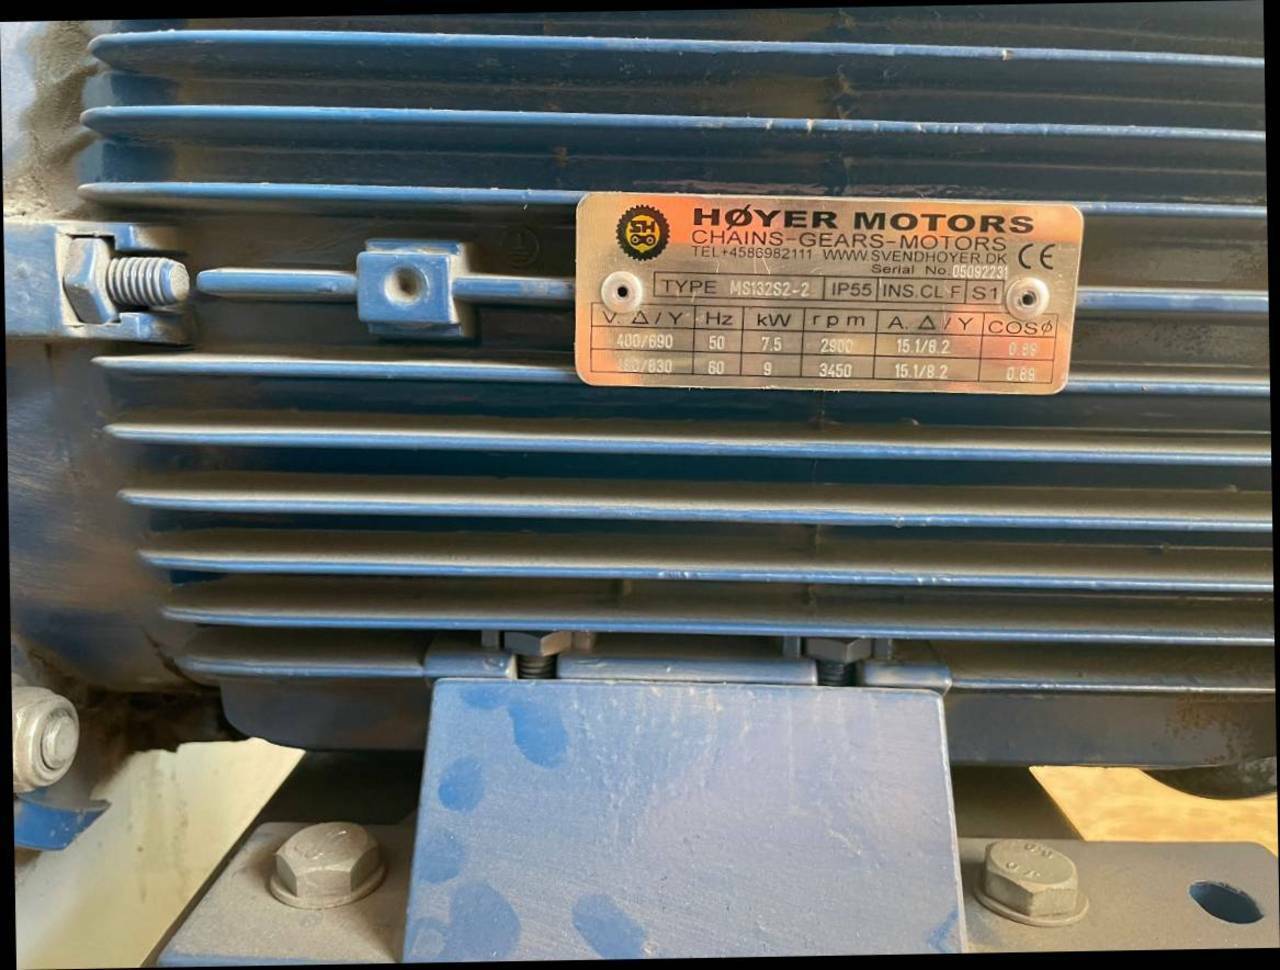 SH
HØYER MOTORS
CHAINS-GEARS-MOTORS
TEL+4586982111 WWW.SVENDHOYER.DK
CE
Serial No. 05092231
TYPE MS132S2-2 IP55 INS.CL F S1
V. △/Y Hz kW rpm A. △/Y COSØ
400/690 50 7.5 2900 15.1/8.2 0.89
480/830 60 9 3450 15.1/8.2 0.89